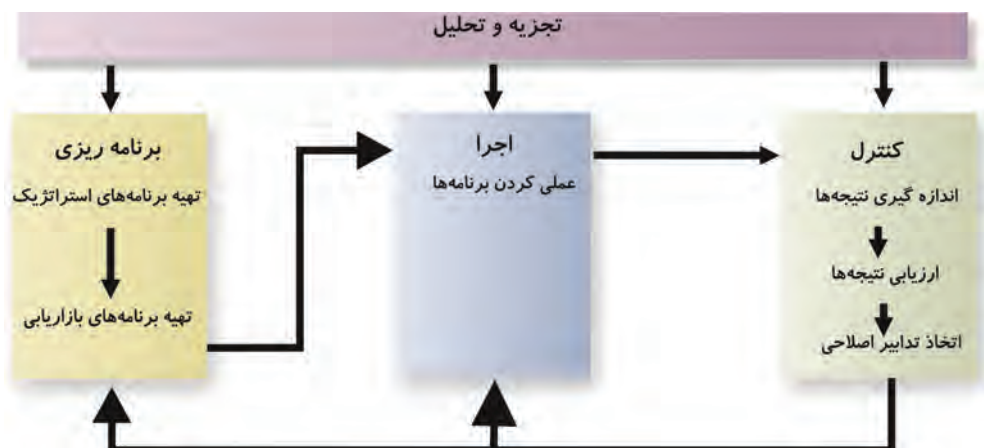 تجزیه و تحلیل
برنامه ریزی
تهیه برنامه‌های استراتژیک
تهیه برنامه‌های بازاریابی
اجرا
عملی کردن برنامه‌ها
کنترل
اندازه گیری نتیجه‌ها
ارزیابی نتیجه‌ها
اتخاذ تدابیر اصلاحی